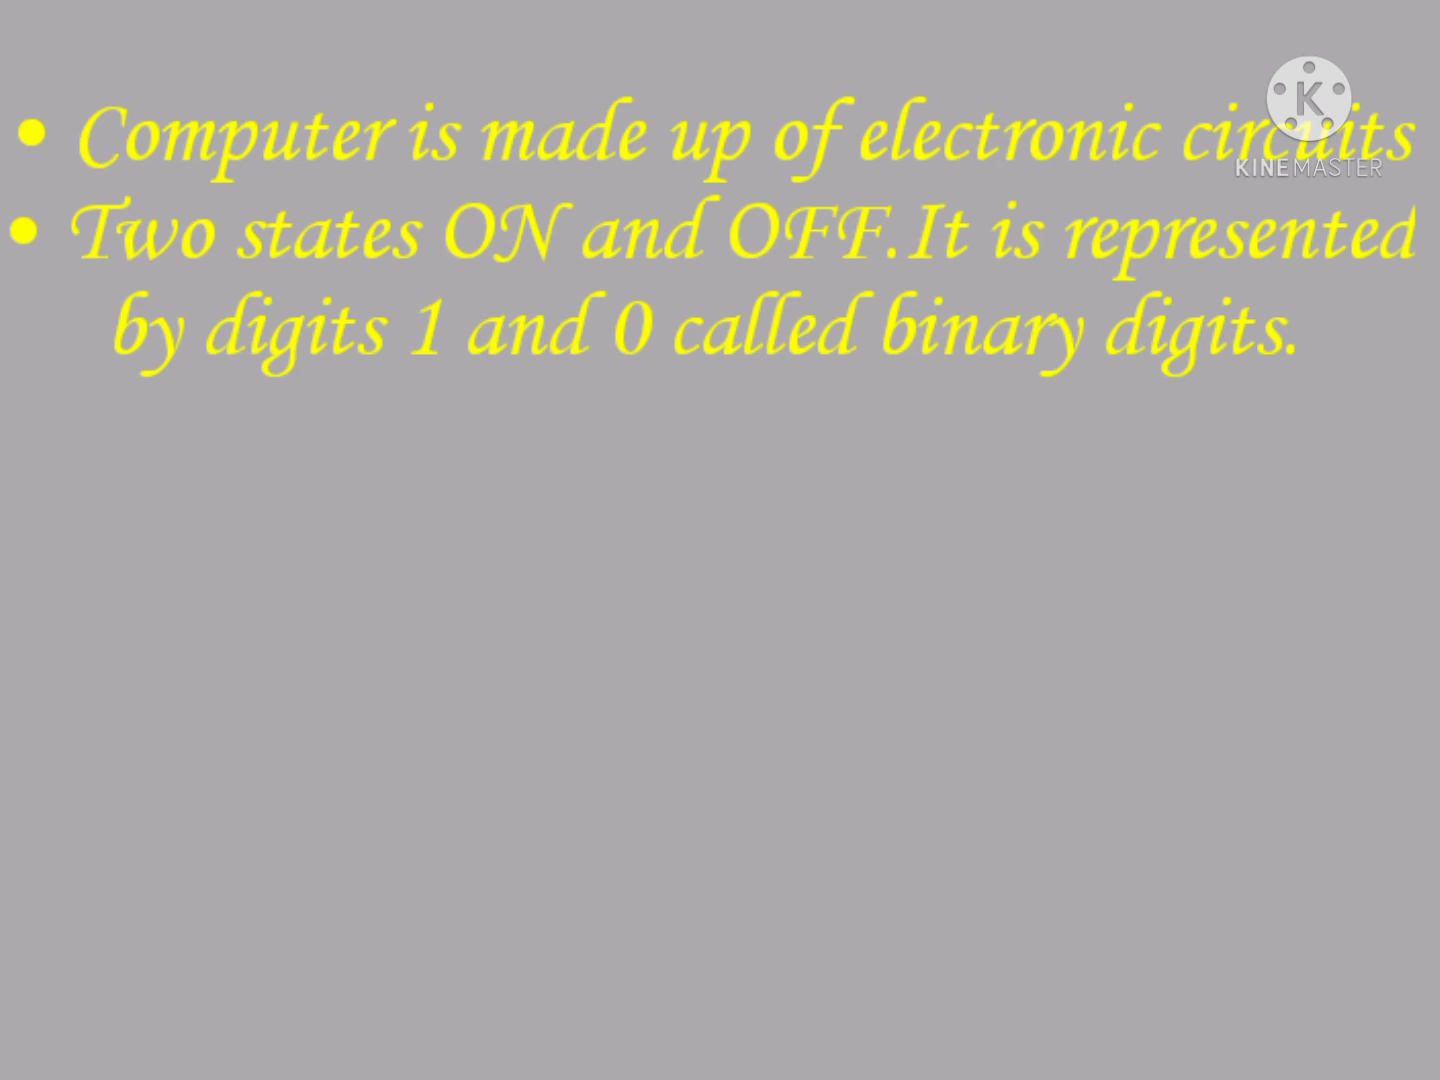 • Computer is made up of electronic circuits
KINEMASTER
• Two states ON and OFF. It is represented
by digits 1 and 0 called binary digits.